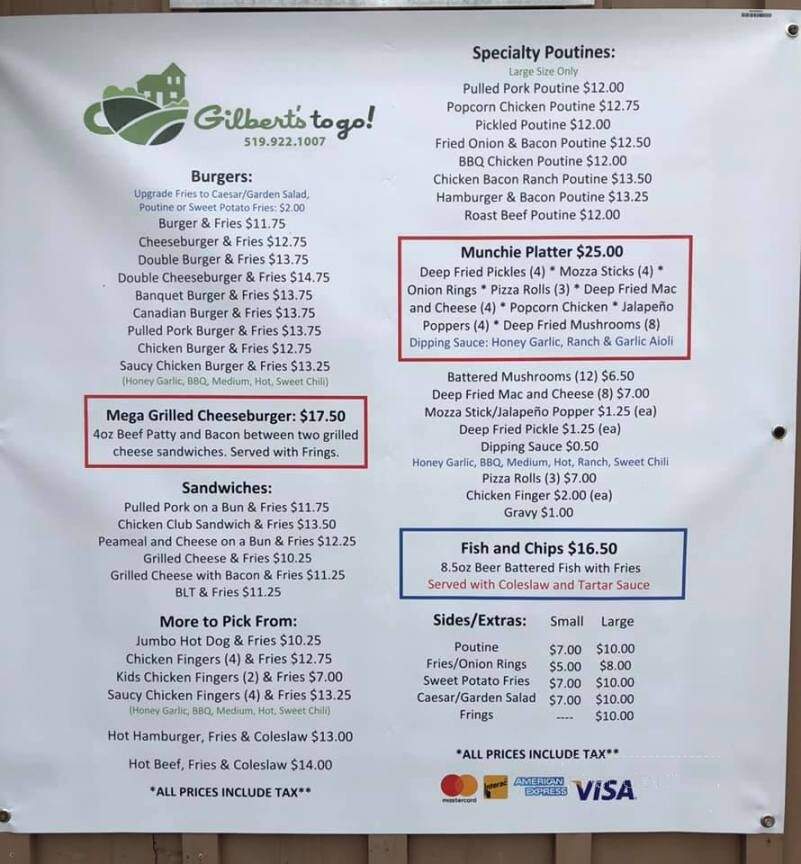 Gilbert's to go!
519.922.1007
Burgers:
Upgrade Fries to Caesar/Garden Salad,
Poutine or Sweet Potato Fries: $2.00
Burger & Fries $11.75
Cheeseburger & Fries $12.75
Double Burger & Fries $13.75
Double Cheeseburger & Fries $14.75
Banquet Burger & Fries $13.75
Canadian Burger & Fries $13.75
Pulled Pork Burger & Fries $13.75
Chicken Burger & Fries $12.75
Saucy Chicken Burger & Fries $13.25
(Honey Garlic, BBQ, Medium, Hot, Sweet Chili)
Mega Grilled Cheeseburger: $17.50
4oz Beef Patty and Bacon between two grilled
cheese sandwiches. Served with Frings.
Sandwiches:
Pulled Pork on a Bun & Fries $11.75
Chicken Club Sandwich & Fries $13.50
Peameal and Cheese on a Bun & Fries $12.25
Grilled Cheese & Fries $10.25
Grilled Cheese with Bacon & Fries $11.25
BLT & Fries $11.25
More to Pick From:
Jumbo Hot Dog & Fries $10.25
Chicken Fingers (4) & Fries $12.75
Kids Chicken Fingers (2) & Fries $7.00
Saucy Chicken Fingers (4) & Fries $13.25
(Honey Garlic, BBQ, Medium, Hot, Sweet Chili)
Hot Hamburger, Fries & Coleslaw $13.00
Hot Beef, Fries & Coleslaw $14.00
*ALL PRICES INCLUDE TAX**
Specialty Poutines:
Large Size Only
Pulled Pork Poutine $12.00
Popcorn Chicken Poutine $12.75
Pickled Poutine $12.00
Fried Onion & Bacon Poutine $12.50
BBQ Chicken Poutine $12.00
Chicken Bacon Ranch Poutine $13.50
Hamburger & Bacon Poutine $13.25
Roast Beef Poutine $12.00
Munchie Platter $25.00
Deep Fried Pickles (4) * Mozza Sticks (4) *
Onion Rings * Pizza Rolls (3) * Deep Fried Mac
and Cheese (4) * Popcorn Chicken * Jalapeño
Poppers (4) * Deep Fried Mushrooms (8)
Dipping Sauce: Honey Garlic, Ranch & Garlic Aioli
Battered Mushrooms (12) $6.50
Deep Fried Mac and Cheese (8) $7.00
Mozza Stick/Jalapeño Popper $1.25 (ea)
Deep Fried Pickle $1.25 (ea)
Dipping Sauce $0.50
Honey Garlic, BBQ, Medium, Hot, Ranch, Sweet Chili
Pizza Rolls (3) $7.00
Chicken Finger $2.00 (ea)
Gravy $1.00
Fish and Chips $16.50
8.5oz Beer Battered Fish with Fries
Served with Coleslaw and Tartar Sauce
Sides/Extras: Small Large
Poutine $7.00 $10.00
Fries/Onion Rings $5.00 $8.00
Sweet Potato Fries $7.00 $10.00
Caesar/Garden Salad $7.00 $10.00
Frings ---- $10.00
*ALL PRICES INCLUDE TAX**
mastercard Interac AMERICAN EXPRESS VISA